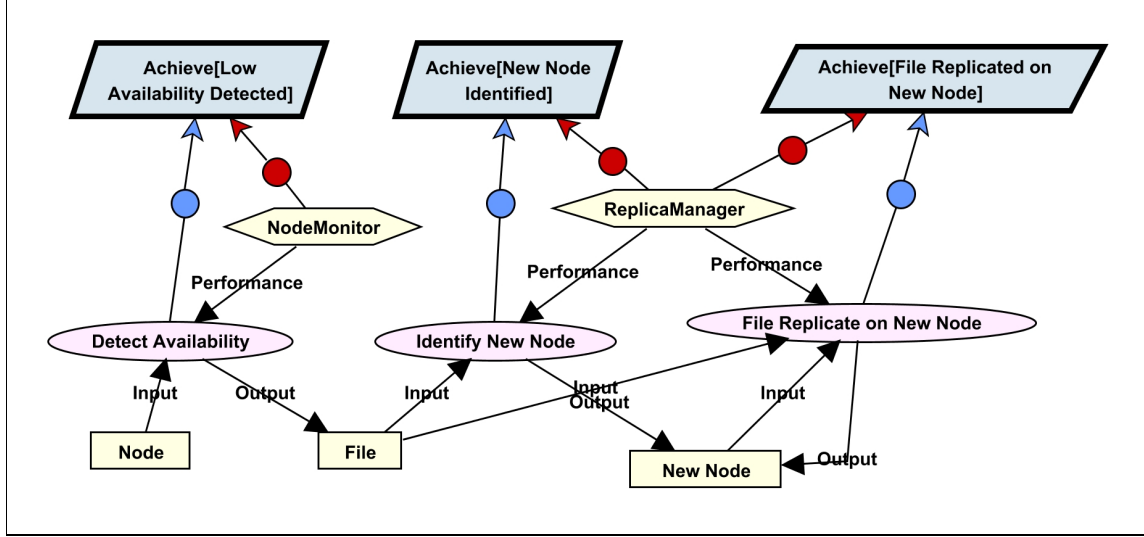 Achieve[Low
Availability Detected]
Achieve[New Node
Identified]
Achieve[File Replicated on
New Node]
NodeMonitor
ReplicaManager
Performance
Performance
Performance
Detect Availability
Identify New Node
File Replicate on New Node
Input
Output
Input
Input
Output
Input
Node
File
New Node
Output